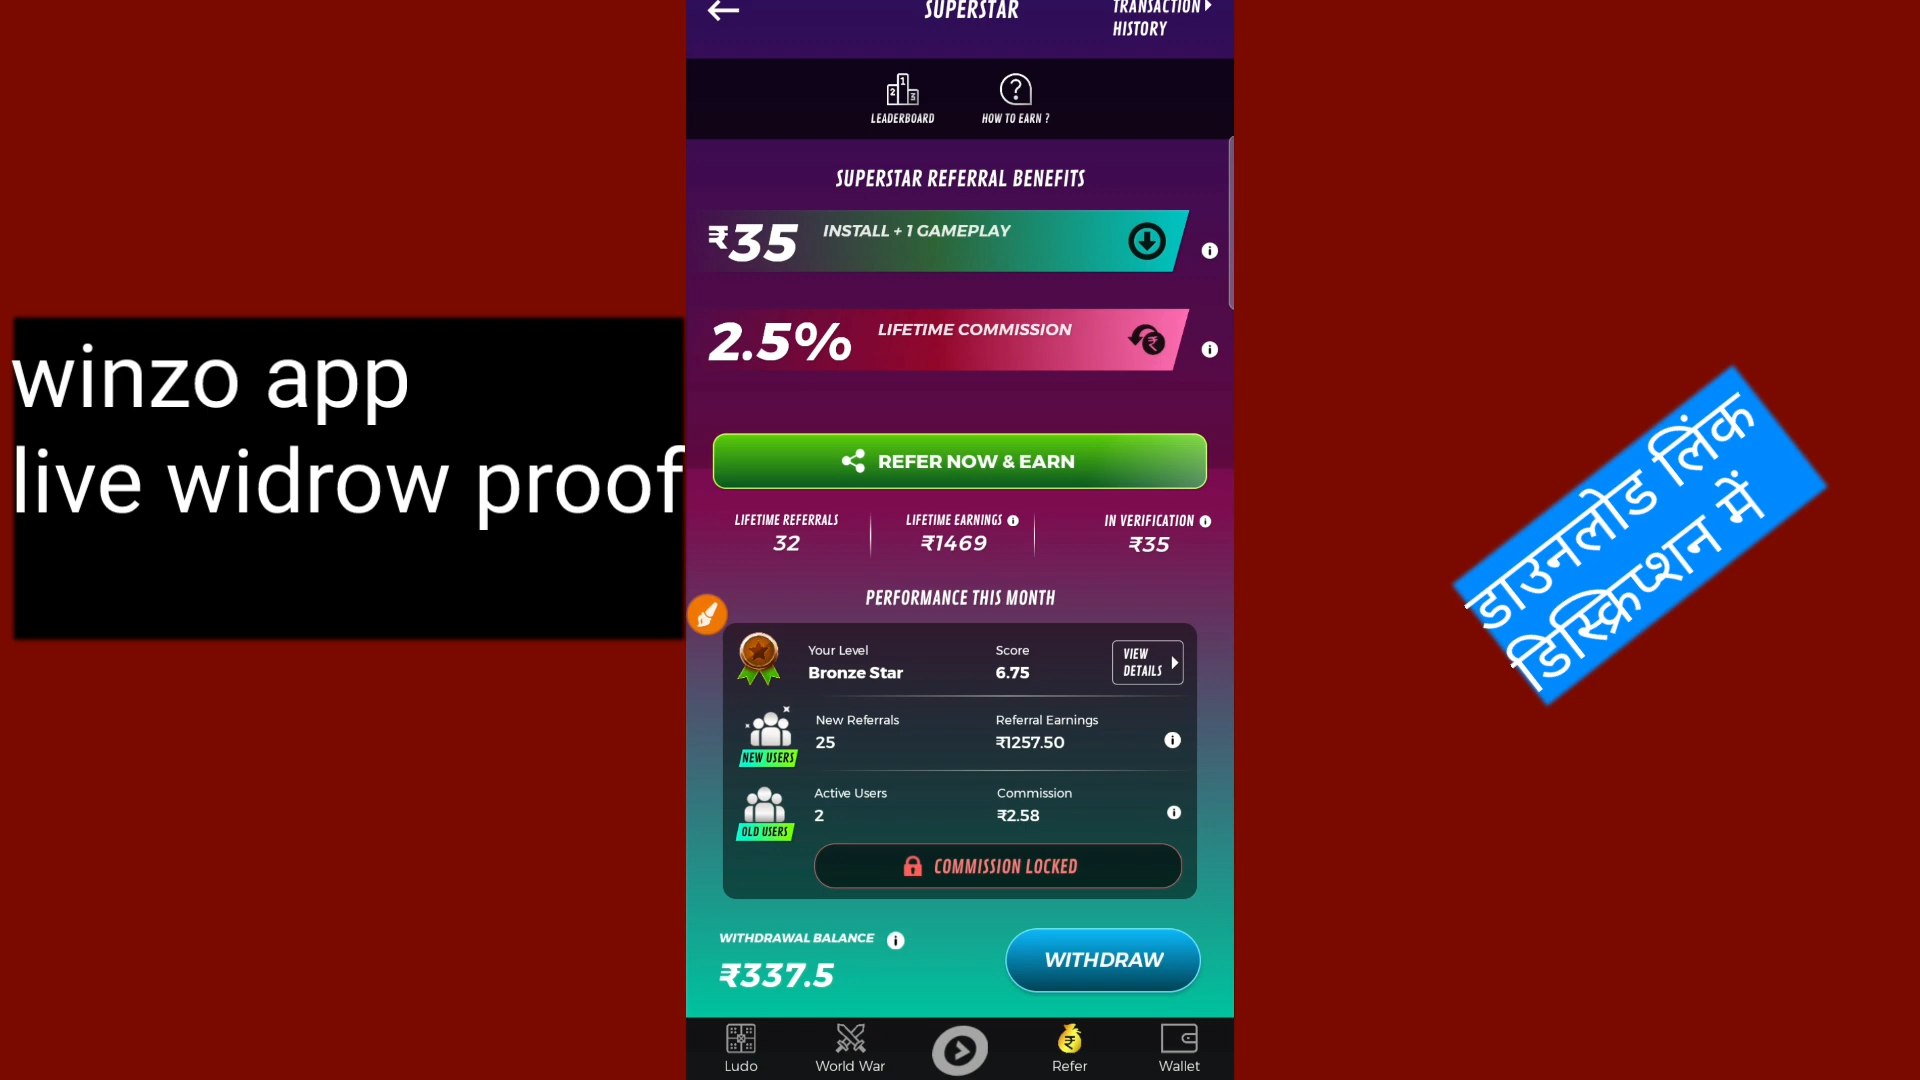 SUPERSTAR
TRANSACTION
HISTORY
LEADERBOARD
HOW TO EARN ?
SUPERSTAR REFERRAL BENEFITS
₹35 INSTALL + 1 GAMEPLAY
2.5% LIFETIME COMMISSION
winzo app
live widrow proof
REFER NOW & EARN
डाउनलोड लिंक
डिस्क्रिप्शन में
LIFETIME REFERRALS
32
LIFETIME EARNINGS
₹1469
IN VERIFICATION
₹35
PERFORMANCE THIS MONTH
Your Level
Bronze Star
Score
6.75
VIEW
DETAILS
NEW USERS
New Referrals
25
Referral Earnings
₹1257.50
OLD USERS
Active Users
2
Commission
₹2.58
COMMISSION LOCKED
WITHDRAWAL BALANCE
₹337.5
WITHDRAW
Ludo
World War
Refer
Wallet